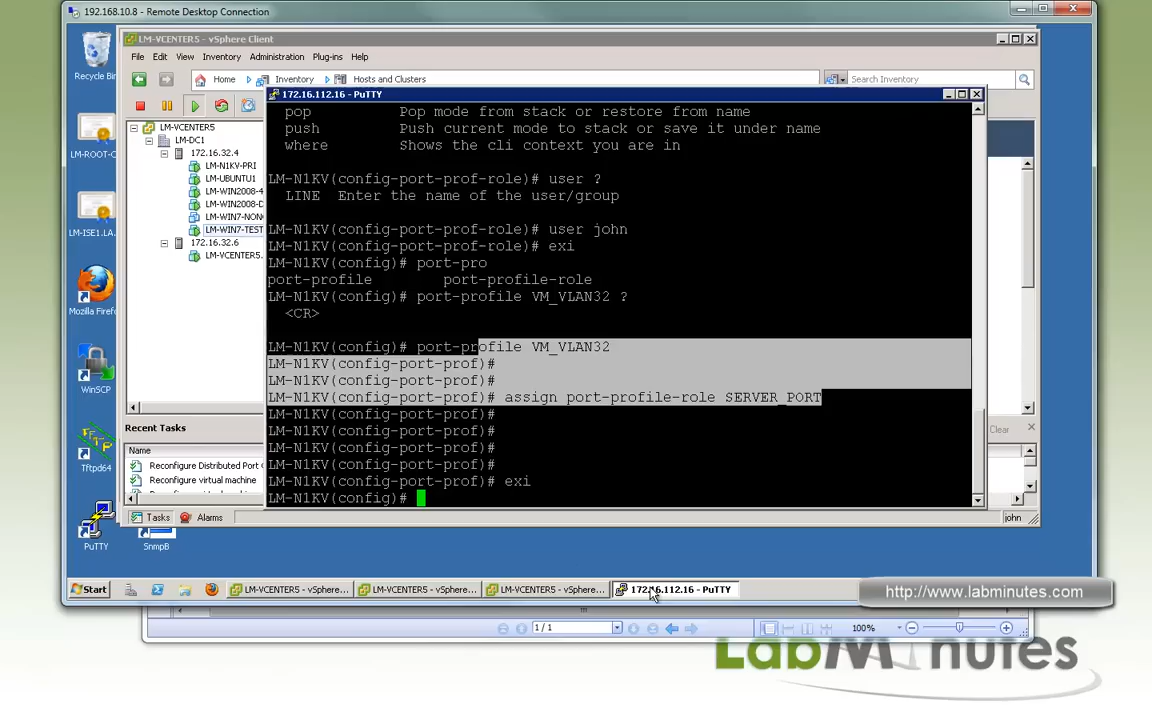 192.168.10.8 - Remote Desktop Connection
Recycle Bin
LM-ROOT-C
LM-ISE1.LA.
Mozilla Firefo
WinSCP
Tftpd64
PuTTY
SnmpB
LM-VCENTER5 - vSphere Client
File Edit View Inventory Administration Plug-ins Help
Home Inventory Hosts and Clusters
Search Inventory
LM-VCENTER5
LM-DC1
172.16.32.4
LM-N1KV-PRI
LM-UBUNTU1
LM-WIN2008-4
LM-WIN2008-D
LM-WIN7-NON
LM-WIN7-TEST
172.16.32.6
LM-VCENTER5.
Recent Tasks
Clear
Name
Reconfigure Distributed Port G
Reconfigure virtual machine
Tasks Alarms
john
172.16.112.16 - PuTTY
pop Pop mode from stack or restore from name
push Push current mode to stack or save it under name
where Shows the cli context you are in
LM-N1KV(config-port-prof-role)# user ?
LINE Enter the name of the user/group
LM-N1KV(config-port-prof-role)# user john
LM-N1KV(config-port-prof-role)# exi
LM-N1KV(config)# port-pro
port-profile port-profile-role
LM-N1KV(config)# port-profile VM_VLAN32 ?
<CR>
LM-N1KV(config)# port-profile VM_VLAN32
LM-N1KV(config-port-prof)#
LM-N1KV(config-port-prof)#
LM-N1KV(config-port-prof)# assign port-profile-role SERVER_PORT
LM-N1KV(config-port-prof)#
LM-N1KV(config-port-prof)#
LM-N1KV(config-port-prof)#
LM-N1KV(config-port-prof)#
LM-N1KV(config-port-prof)# exi
LM-N1KV(config)#
Start
LM-VCENTER5 - vSphere...
LM-VCENTER5 - vSphere...
LM-VCENTER5 - vSphere...
172.16.112.16 - PuTTY
http://www.labminutes.com
1 / 1
100%
LabMinutes